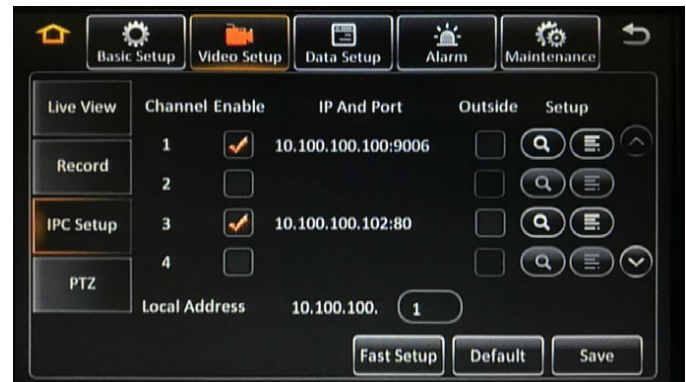 Basic Setup Video Setup Data Setup Alarm Maintenance
Live View
Record
IPC Setup
PTZ
Channel Enable IP And Port Outside Setup
1 10.100.100.100:9006
2
3 10.100.100.102:80
4
Local Address 10.100.100. 1
Fast Setup Default Save